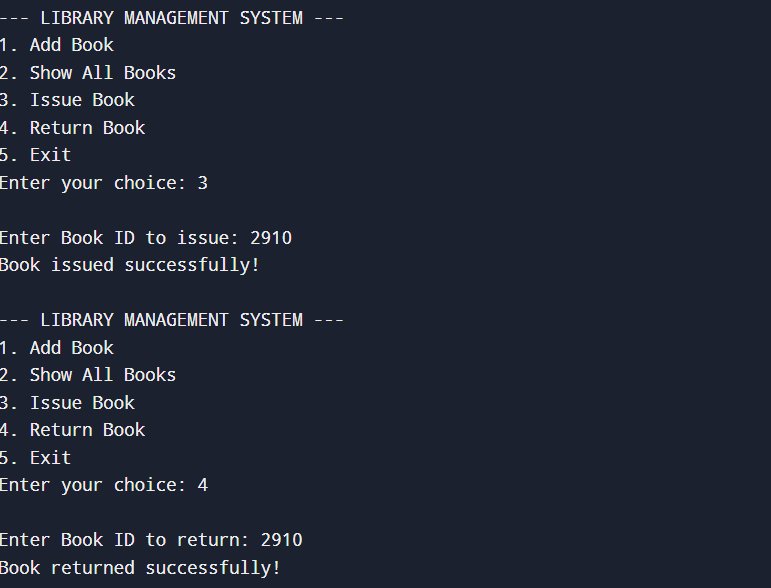 --- LIBRARY MANAGEMENT SYSTEM ---
1. Add Book
2. Show All Books
3. Issue Book
4. Return Book
5. Exit
Enter your choice: 3
Enter Book ID to issue: 2910
Book issued successfully!
--- LIBRARY MANAGEMENT SYSTEM ---
1. Add Book
2. Show All Books
3. Issue Book
4. Return Book
5. Exit
Enter your choice: 4
Enter Book ID to return: 2910
Book returned successfully!